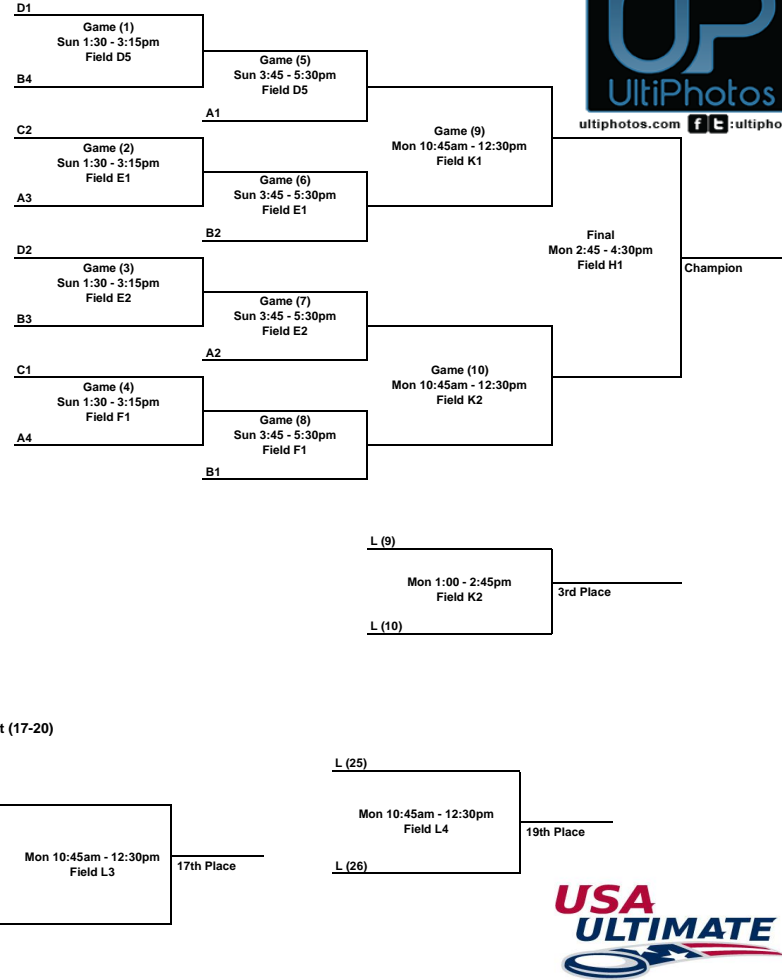 D1
Game (1)
Sun 1:30 - 3:15pm
Field D5
B4
Game (5)
Sun 3:45 - 5:30pm
Field D5
A1
C2
Game (2)
Sun 1:30 - 3:15pm
Field E1
A3
Game (6)
Sun 3:45 - 5:30pm
Field E1
B2
Game (9)
Mon 10:45am - 12:30pm
Field K1
D2
Game (3)
Sun 1:30 - 3:15pm
Field E2
B3
Game (7)
Sun 3:45 - 5:30pm
Field E2
A2
C1
Game (4)
Sun 1:30 - 3:15pm
Field F1
A4
Game (8)
Sun 3:45 - 5:30pm
Field F1
B1
Game (10)
Mon 10:45am - 12:30pm
Field K2
Final
Mon 2:45 - 4:30pm
Field H1
Champion
UP
UltiPhotos
ultiphotos.com f t :ultipho
L (9)
Mon 1:00 - 2:45pm
Field K2
L (10)
3rd Place
t (17-20)
Mon 10:45am - 12:30pm
Field L3
17th Place
L (25)
Mon 10:45am - 12:30pm
Field L4
L (26)
19th Place
USA
ULTIMATE